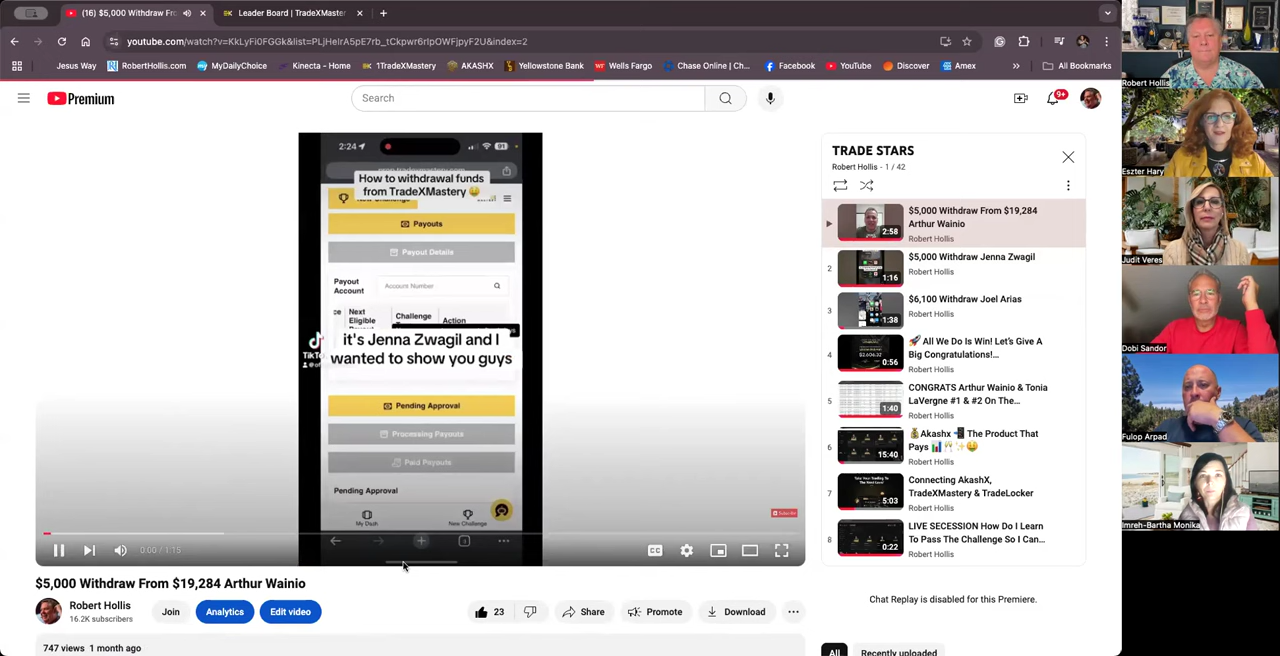 (16) $5,000 Withdraw Fr
Leader Board | TradeXMaster
youtube.com/watch?v=KkLyFi0FGGk&list=PLjHelrA5pE7rb_tCkpwr6rlpOWFjpyF2U&index=2
Jesus Way
RobertHollis.com
MyDailyChoice
Kinecta - Home
1TradeXMastery
AKASHX
Yellowstone Bank
Wells Fargo
Chase Online | Ch...
Facebook
YouTube
Discover
Amex
All Bookmarks
Premium
Search
9+
2:24
91
How to withdrawal funds
from TradeXMastery
Payouts
Payout Details
Payout
Account
Account Number
Next
Eligible
Challenge
Action
it's Jenna Zwagil and I
wanted to show you guys
TikTo
Pending Approval
Processing Payouts
Paid Payouts
Pending Approval
My Dash
New Challenge
0:00 / 1:15
CC
$5,000 Withdraw From $19,284 Arthur Wainio
Robert Hollis
16.2K subscribers
Join
Analytics
Edit video
23
Share
Promote
Download
747 views 1 month ago
TRADE STARS
Robert Hollis - 1 / 42
2:58
$5,000 Withdraw From $19,284
Arthur Wainio
Robert Hollis
2
1:16
$5,000 Withdraw Jenna Zwagil
Robert Hollis
3
1:38
$6,100 Withdraw Joel Arias
Robert Hollis
4
0:56
🚀 All We Do Is Win! Let's Give A
Big Congratulations!...
Robert Hollis
5
1:40
CONGRATS Arthur Wainio & Tonia
LaVergne #1 & #2 On The...
Robert Hollis
6
15:40
Akashx The Product That
Pays
Robert Hollis
7
5:03
Connecting AkashX,
TradeXMastery & TradeLocker
Robert Hollis
8
0:22
LIVE SECESSION How Do I Learn
To Pass The Challenge So I Can...
Robert Hollis
Chat Replay is disabled for this Premiere.
All
Recently uploaded
Robert Hollis
Eszter Hary
Judit Veres
Dobi Sandor
Fulop Arpad
Imreh-Bartha Monika